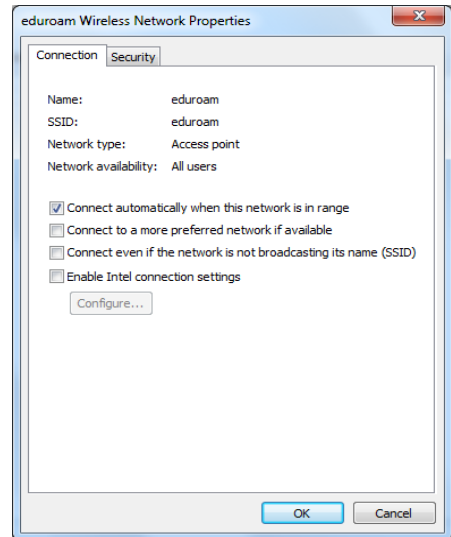 eduroam Wireless Network Properties
Connection Security
Name: eduroam
SSID: eduroam
Network type: Access point
Network availability: All users
Connect automatically when this network is in range
Connect to a more preferred network if available
Connect even if the network is not broadcasting its name (SSID)
Enable Intel connection settings
Configure...
OK Cancel